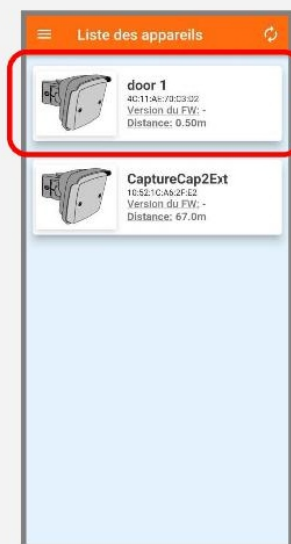 Liste des appareils
door 1
4C:11:AE:70:C3:D2
Version du FW: -
Distance: 0.50m
CaptureCap2Ext
10:52:1C:A6:2F:E2
Version du FW: -
Distance: 67.0m